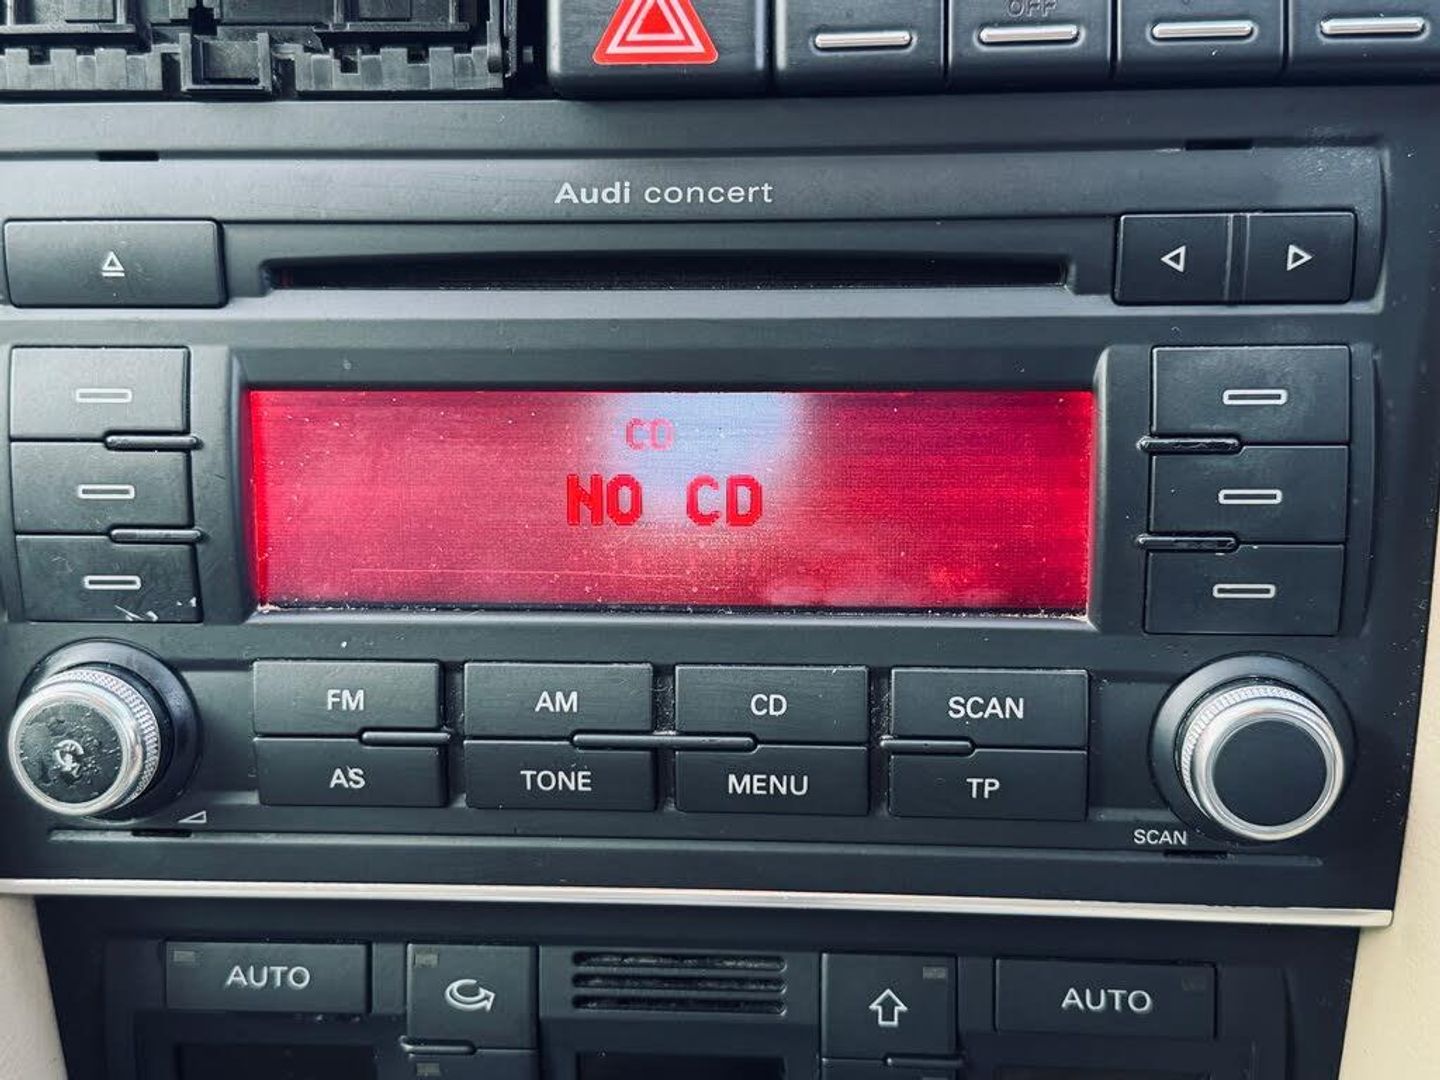 OFF
Audi concert
CD
NO CD
FM
AM
CD
SCAN
AS
TONE
MENU
TP
SCAN
AUTO
AUTO